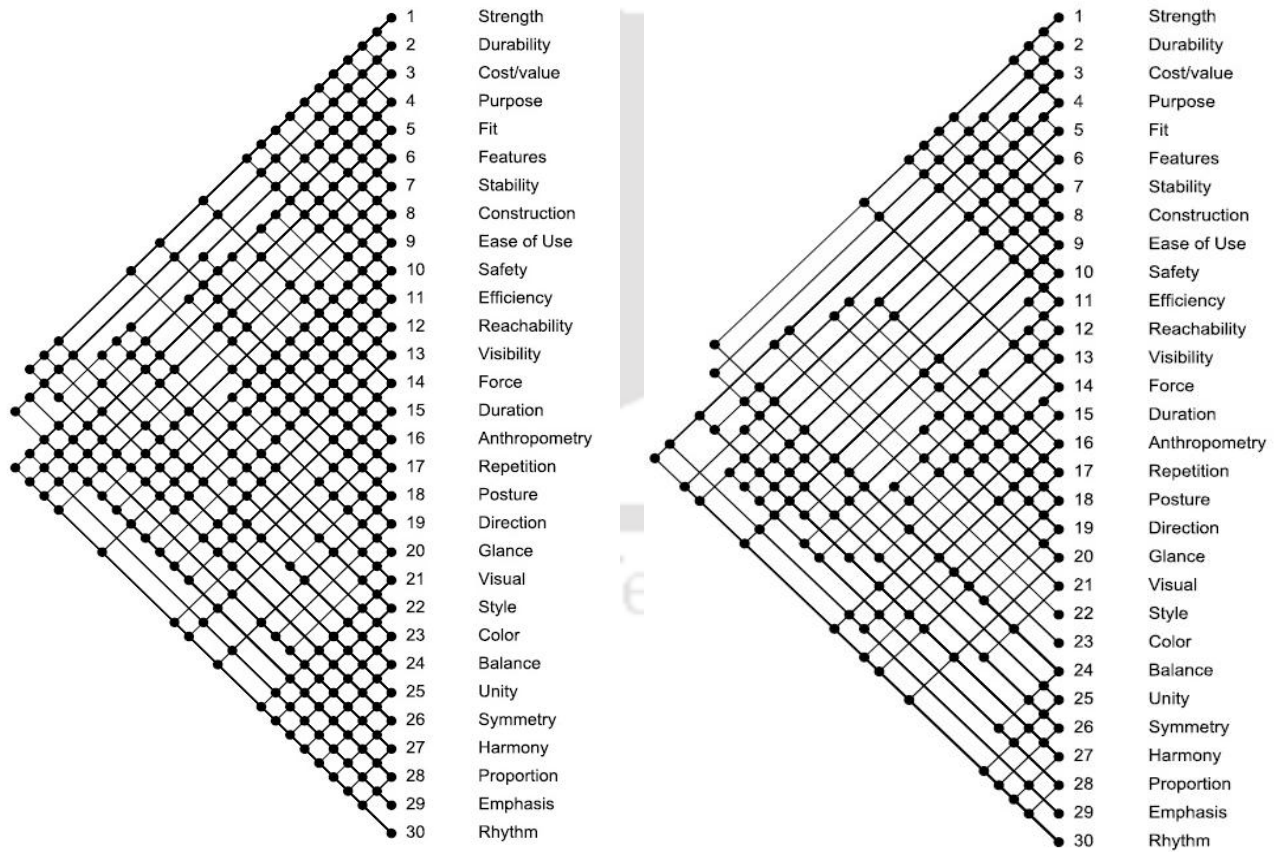 1 Strength
2 Durability
3 Cost/value
4 Purpose
5 Fit
6 Features
7 Stability
8 Construction
9 Ease of Use
10 Safety
11 Efficiency
12 Reachability
13 Visibility
14 Force
15 Duration
16 Anthropometry
17 Repetition
18 Posture
19 Direction
20 Glance
21 Visual
22 Style
23 Color
24 Balance
25 Unity
26 Symmetry
27 Harmony
28 Proportion
29 Emphasis
30 Rhythm
1 Strength
2 Durability
3 Cost/value
4 Purpose
5 Fit
6 Features
7 Stability
8 Construction
9 Ease of Use
10 Safety
11 Efficiency
12 Reachability
13 Visibility
14 Force
15 Duration
16 Anthropometry
17 Repetition
18 Posture
19 Direction
20 Glance
21 Visual
22 Style
23 Color
24 Balance
25 Unity
26 Symmetry
27 Harmony
28 Proportion
29 Emphasis
30 Rhythm